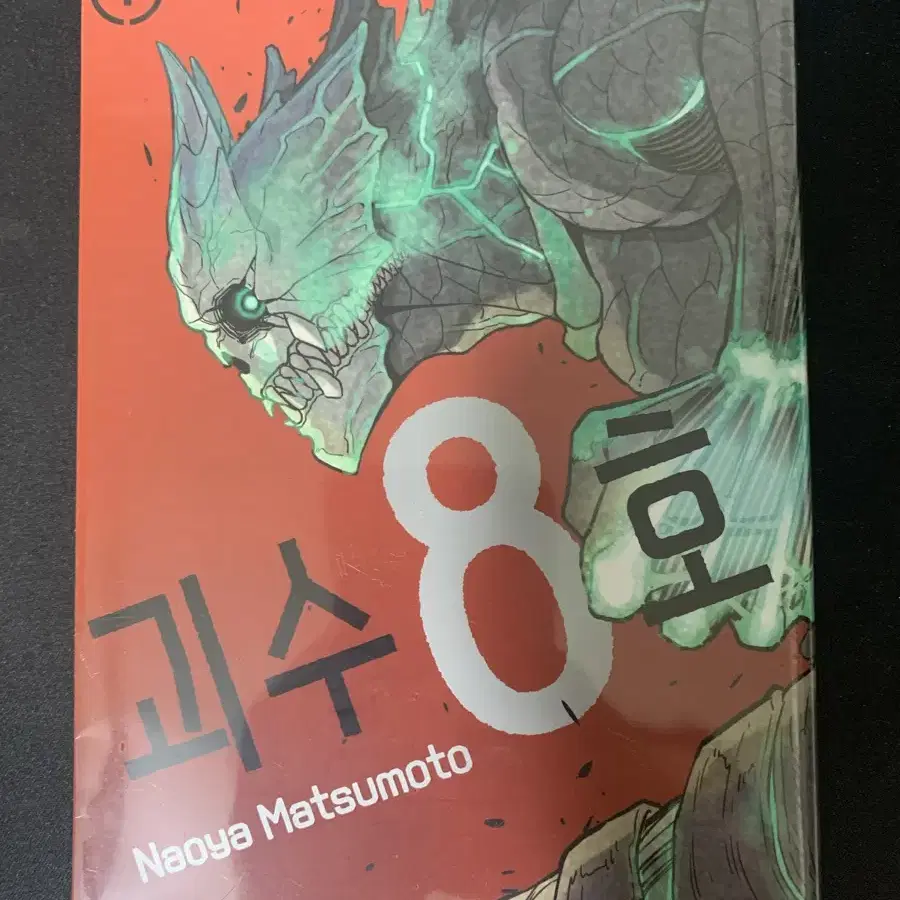 괴수8호
Naoya Matsumoto